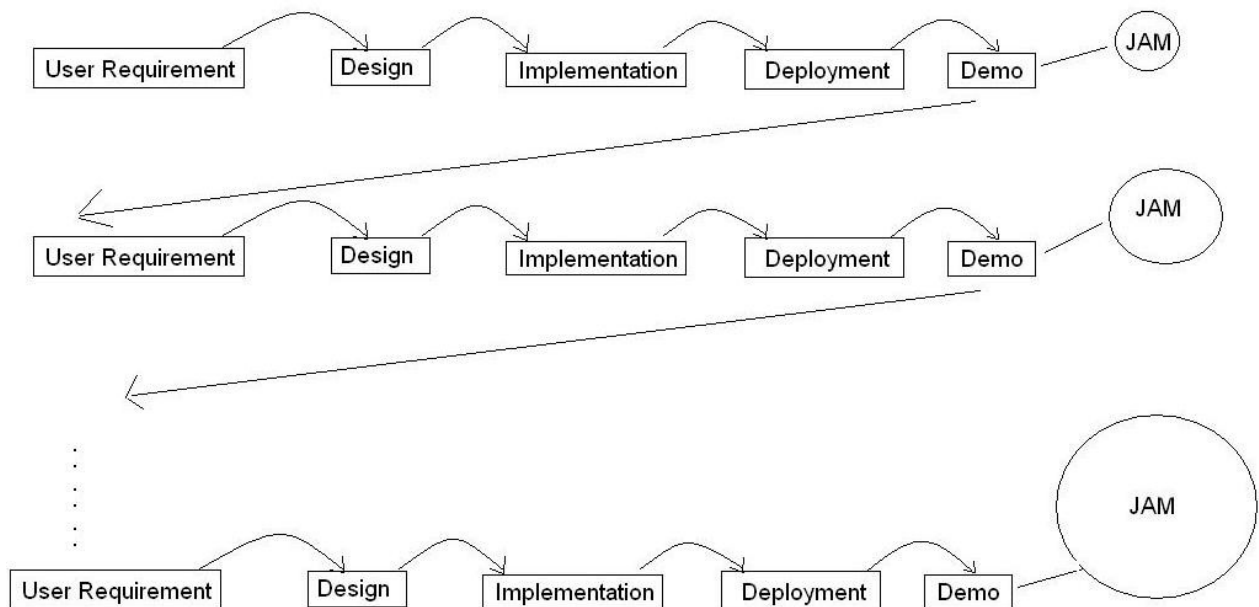 User Requirement
Design
Implementation
Deployment
Demo
JAM
User Requirement
Design
Implementation
Deployment
Demo
JAM
JAM
User Requirement
Design
Implementation
Deployment
Demo